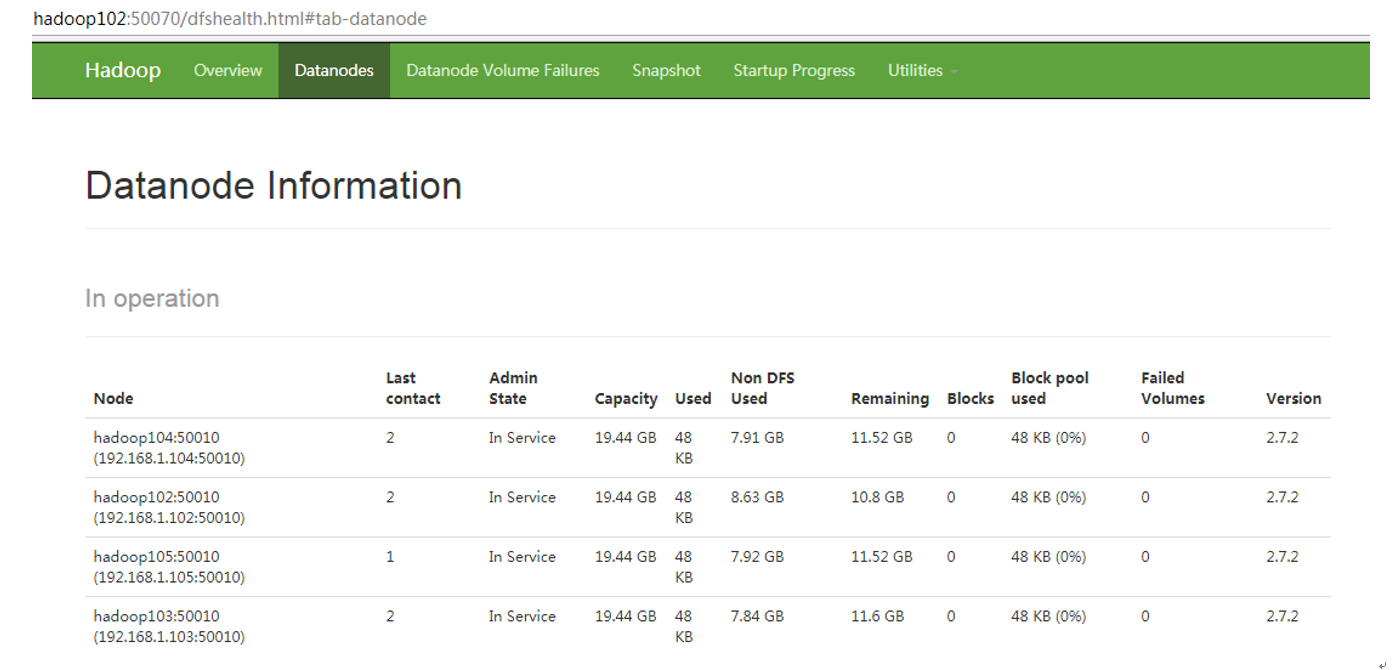 hadoop102:50070/dfshealth.html#tab-datanode
Hadoop Overview Datanodes Datanode Volume Failures Snapshot Startup Progress Utilities
Datanode Information
In operation
Node Last contact Admin State Capacity Used Non DFS Used Remaining Blocks Block pool used Failed Volumes Version
hadoop104:50010 2 In Service 19.44 GB 48 KB 7.91 GB 11.52 GB 0 48 KB (0%) 0 2.7.2
(192.168.1.104:50010)
hadoop102:50010 2 In Service 19.44 GB 48 KB 8.63 GB 10.8 GB 0 48 KB (0%) 0 2.7.2
(192.168.1.102:50010)
hadoop105:50010 1 In Service 19.44 GB 48 KB 7.92 GB 11.52 GB 0 48 KB (0%) 0 2.7.2
(192.168.1.105:50010)
hadoop103:50010 2 In Service 19.44 GB 48 KB 7.84 GB 11.6 GB 0 48 KB (0%) 0 2.7.2
(192.168.1.103:50010)